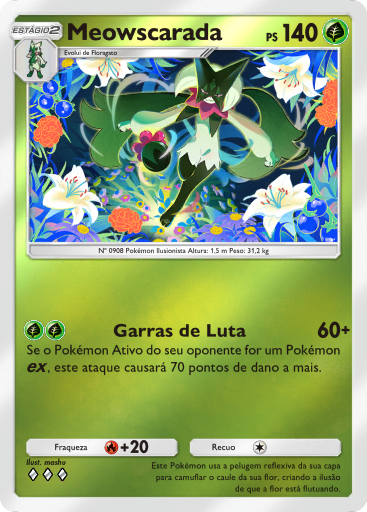 ESTÁGIO2 Meowscarada PS 140
Evolui de Floragato
Nº 0908 Pokémon Ilusionista Altura: 1,5 m Peso: 31,2 kg
Garras de Luta 60+
Se o Pokémon Ativo do seu oponente for um Pokémon
ex, este ataque causará 70 pontos de dano a mais.
Fraqueza +20 Recuo
Ilust. mashu
Este Pokémon usa a pelugem reflexiva da sua capa
para camuflar o caule da sua flor, criando a ilusão
de que a flor está flutuando.